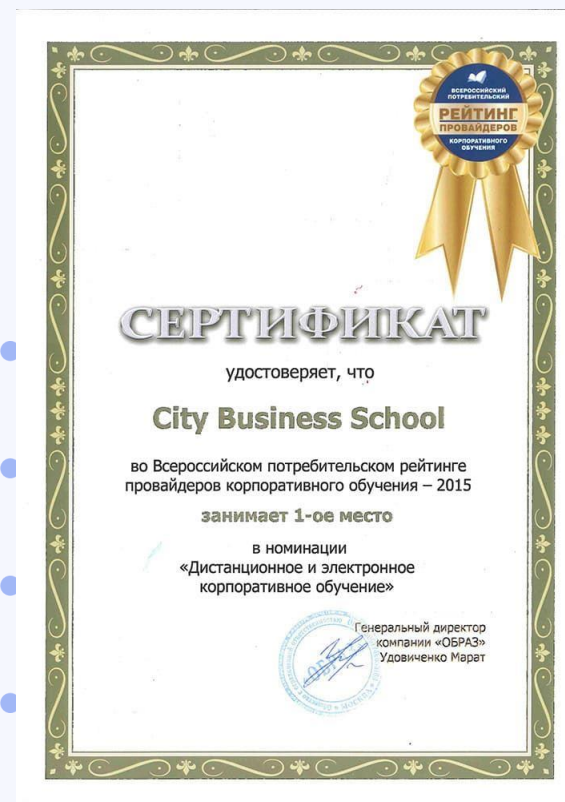 ВСЕРОССИЙСКИЙ
ПОТРЕБИТЕЛЬСКИЙ
РЕЙТИНГ
ПРОВАЙДЕРОВ
КОРПОРАТИВНОГО
ОБУЧЕНИЯ
СЕРТИФИКАТ
удостоверяет, что
City Business School
во Всероссийском потребительском рейтинге
провайдеров корпоративного обучения – 2015
занимает 1-ое место
в номинации
«Дистанционное и электронное
корпоративное обучение»
Генеральный директор
компании «ОБРАЗ»
Удовиченко Марат